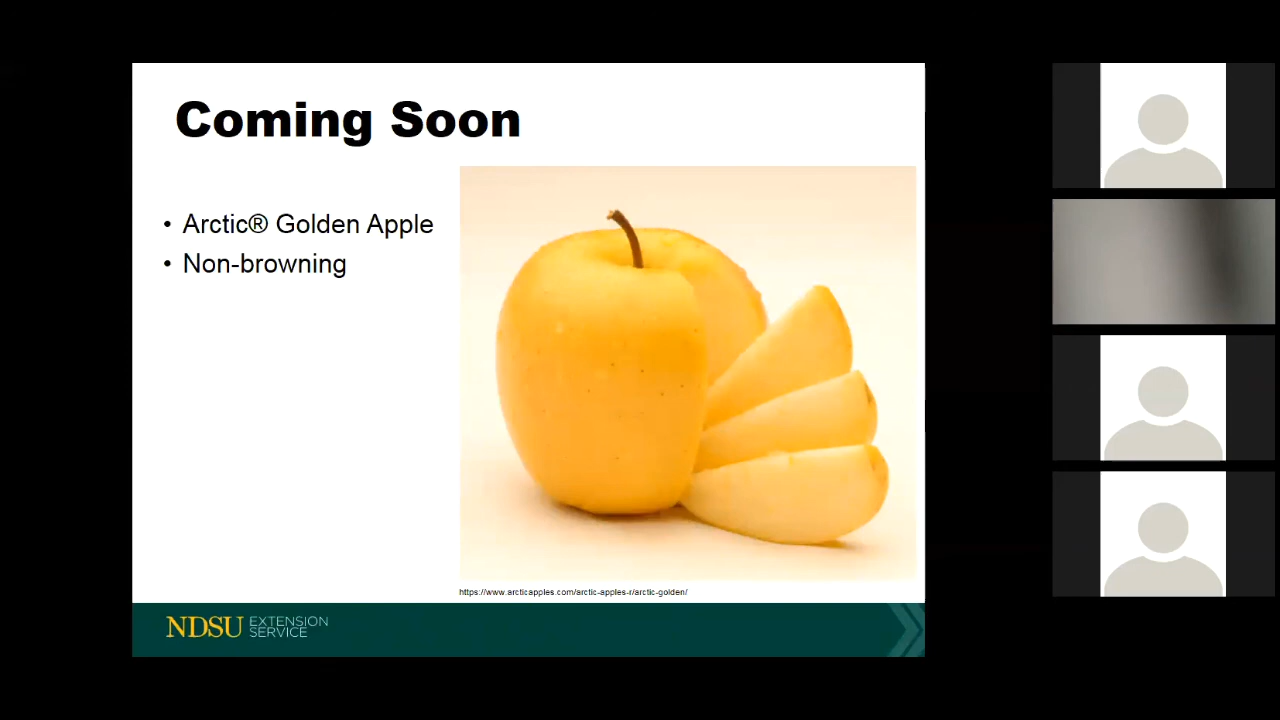 Coming Soon
• Arctic® Golden Apple
• Non-browning
https://www.arcticapples.com/arctic-apples-r/arctic-golden/
NDSU EXTENSION
SERVICE